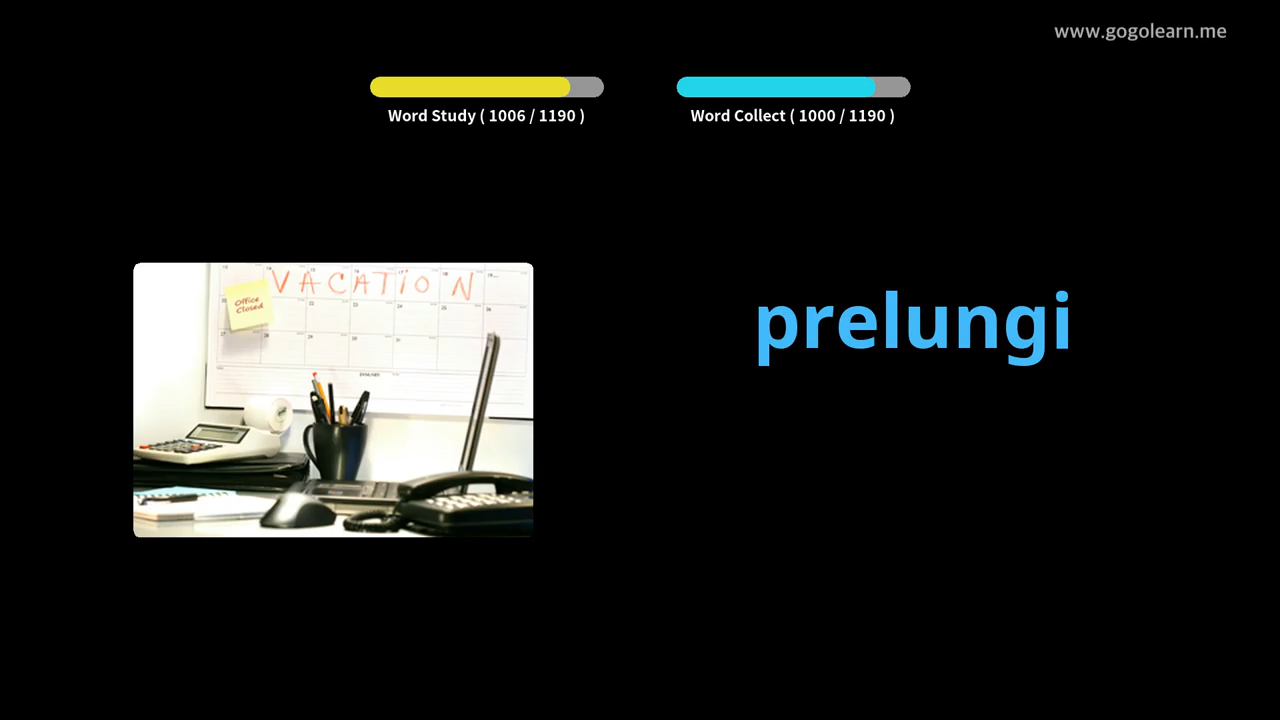 www.gogolearn.me
Word Study ( 1006 / 1190 )
Word Collect ( 1000 / 1190 )
VACATION
Office
Closed
prelungi